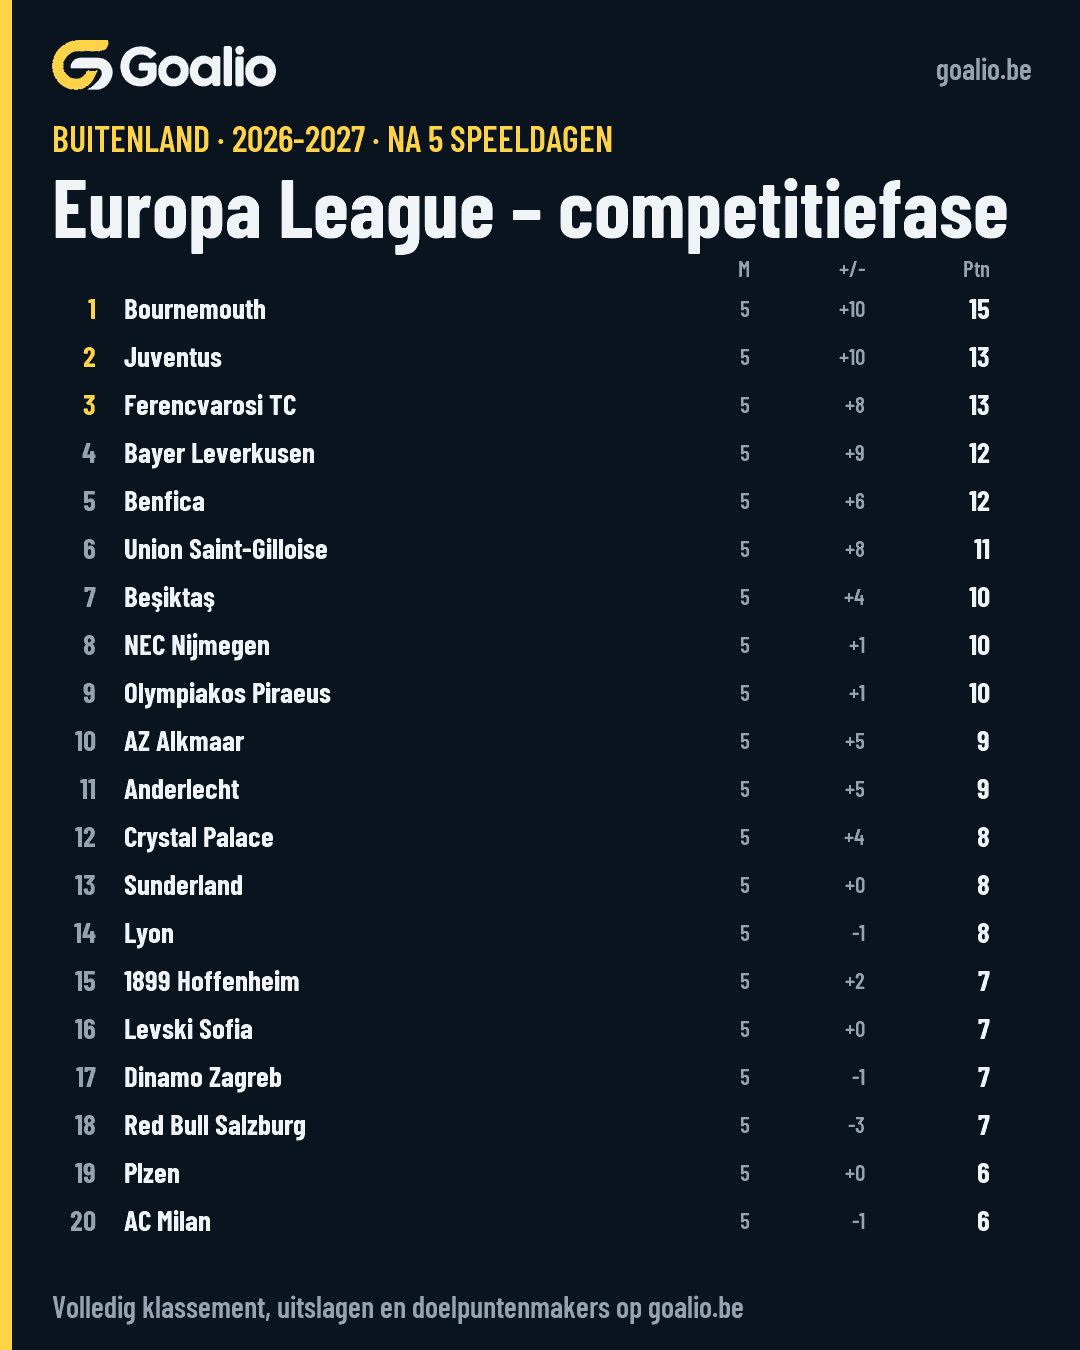 Goalio
goalio.be
BUITENLAND · 2026-2027 · NA 5 SPEELDAGEN
Europa League – competitiefase
M +/- Ptn
1 Bournemouth 5 +10 15
2 Juventus 5 +10 13
3 Ferencvarosi TC 5 +8 13
4 Bayer Leverkusen 5 +9 12
5 Benfica 5 +6 12
6 Union Saint-Gilloise 5 +8 11
7 Beşiktaş 5 +4 10
8 NEC Nijmegen 5 +1 10
9 Olympiakos Piraeus 5 +1 10
10 AZ Alkmaar 5 +5 9
11 Anderlecht 5 +5 9
12 Crystal Palace 5 +4 8
13 Sunderland 5 +0 8
14 Lyon 5 -1 8
15 1899 Hoffenheim 5 +2 7
16 Levski Sofia 5 +0 7
17 Dinamo Zagreb 5 -1 7
18 Red Bull Salzburg 5 -3 7
19 Plzen 5 +0 6
20 AC Milan 5 -1 6
Volledig klassement, uitslagen en doelpuntenmakers op goalio.be